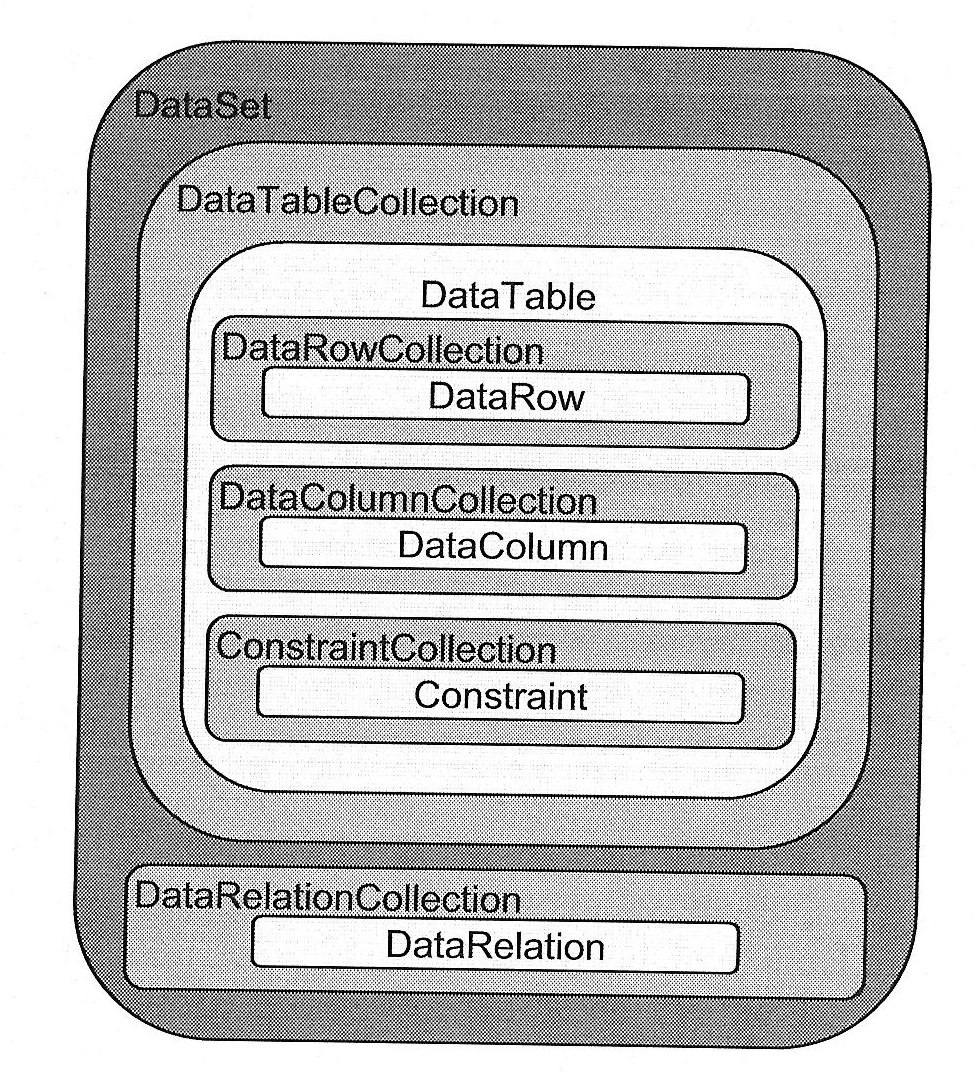 DataSet
DataTableCollection
DataTable
DataRowCollection
DataRow
DataColumnCollection
DataColumn
ConstraintCollection
Constraint
DataRelationCollection
DataRelation